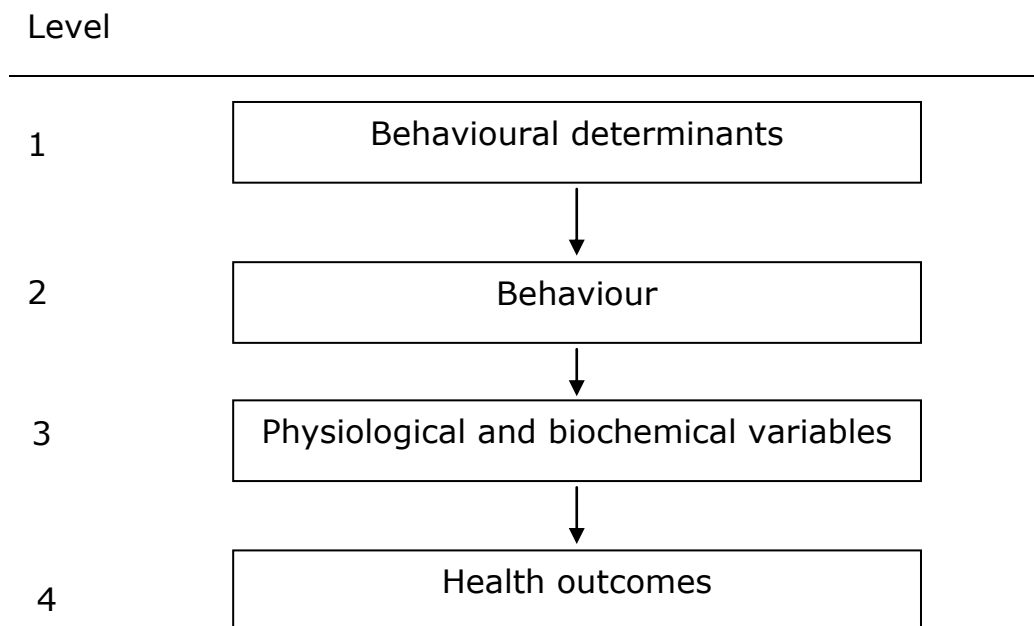 Level
1
Behavioural determinants
2
Behaviour
3
Physiological and biochemical variables
4
Health outcomes